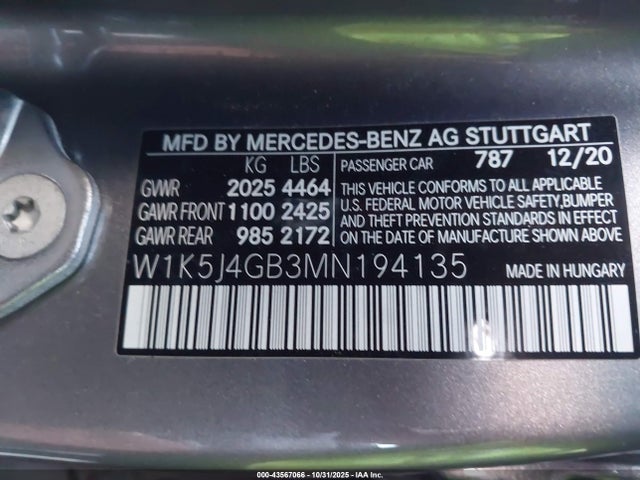 MFD BY MERCEDES-BENZ AG STUTTGART
KG LBS
GVWR 2025 4464
GAWR FRONT 1100 2425
GAWR REAR 985 2172
PASSENGER CAR 787 12/20
THIS VEHICLE CONFORMS TO ALL APPLICABLE
U.S. FEDERAL MOTOR VEHICLE SAFETY,BUMPER
AND THEFT PREVENTION STANDARDS IN EFFECT
ON THE DATE OF MANUFACTURE SHOWN ABOVE
W1K5J4GB3MN194135
MADE IN HUNGARY
000-43567066 - 10/31/2025 - IAA Inc.